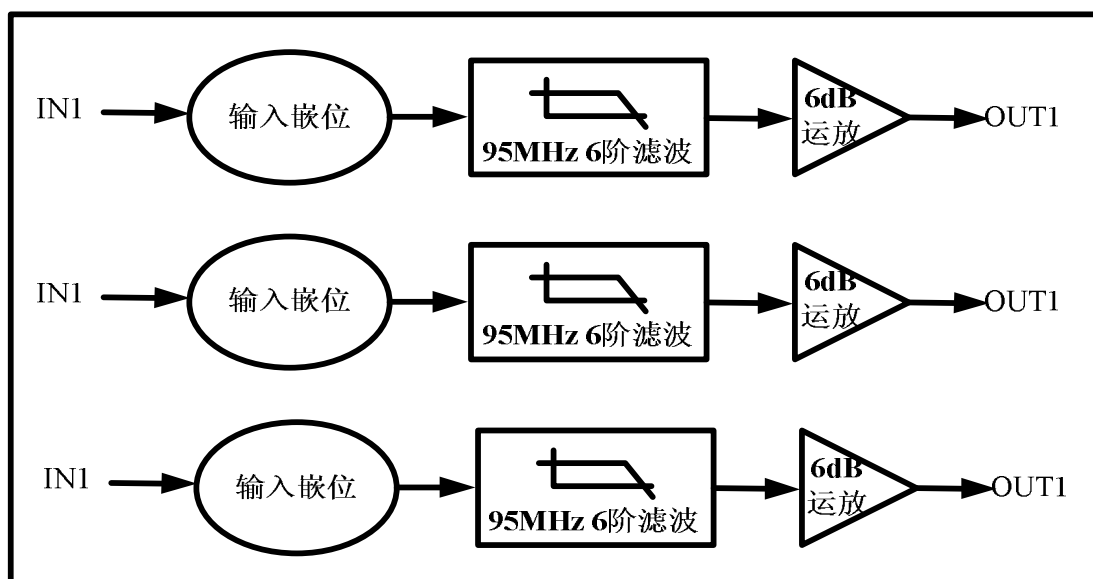 IN1
输入嵌位
95MHz 6阶滤波
6dB
运放
OUT1
IN1
输入嵌位
95MHz 6阶滤波
6dB
运放
OUT1
IN1
输入嵌位
95MHz 6阶滤波
6dB
运放
OUT1